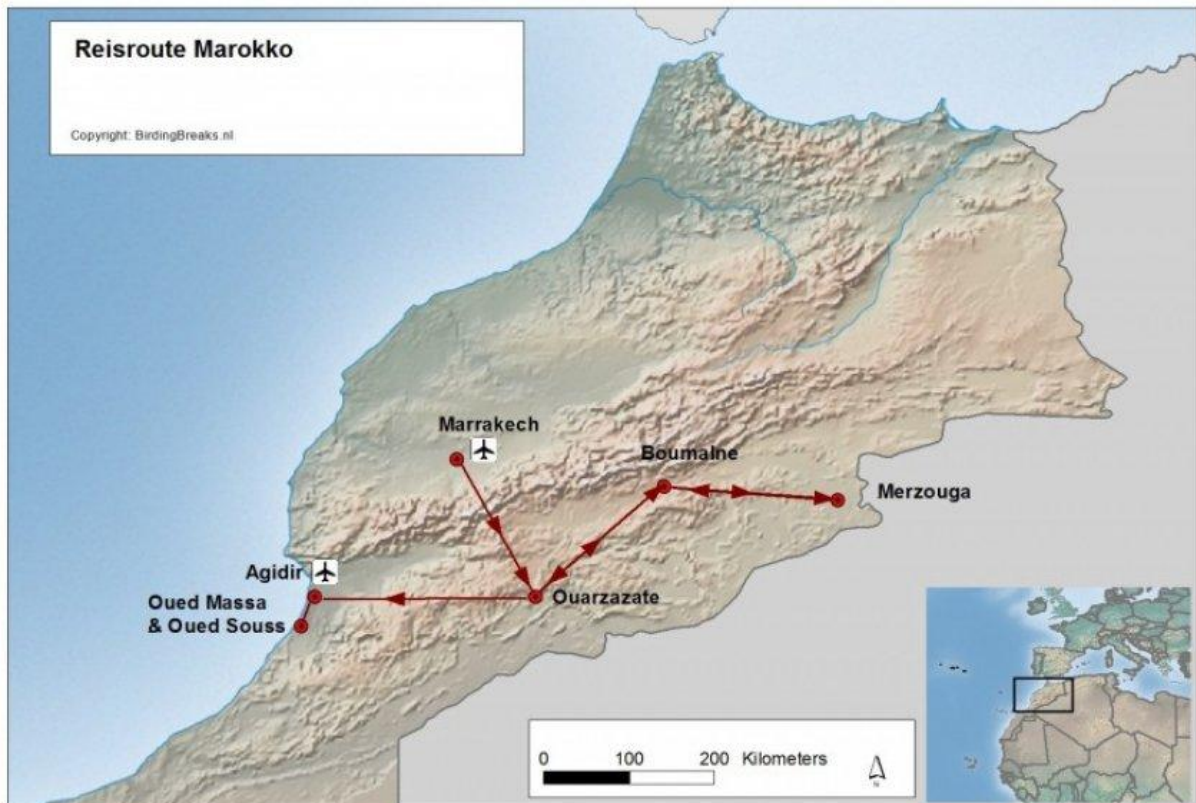 Reisroute Marokko
Copyright: BirdingBreaks.nl
Marrakech
Boumalne
Merzouga
Agidir
Oued Massa
& Oued Souss
Ouarzazate
0 100 200 Kilometers
N